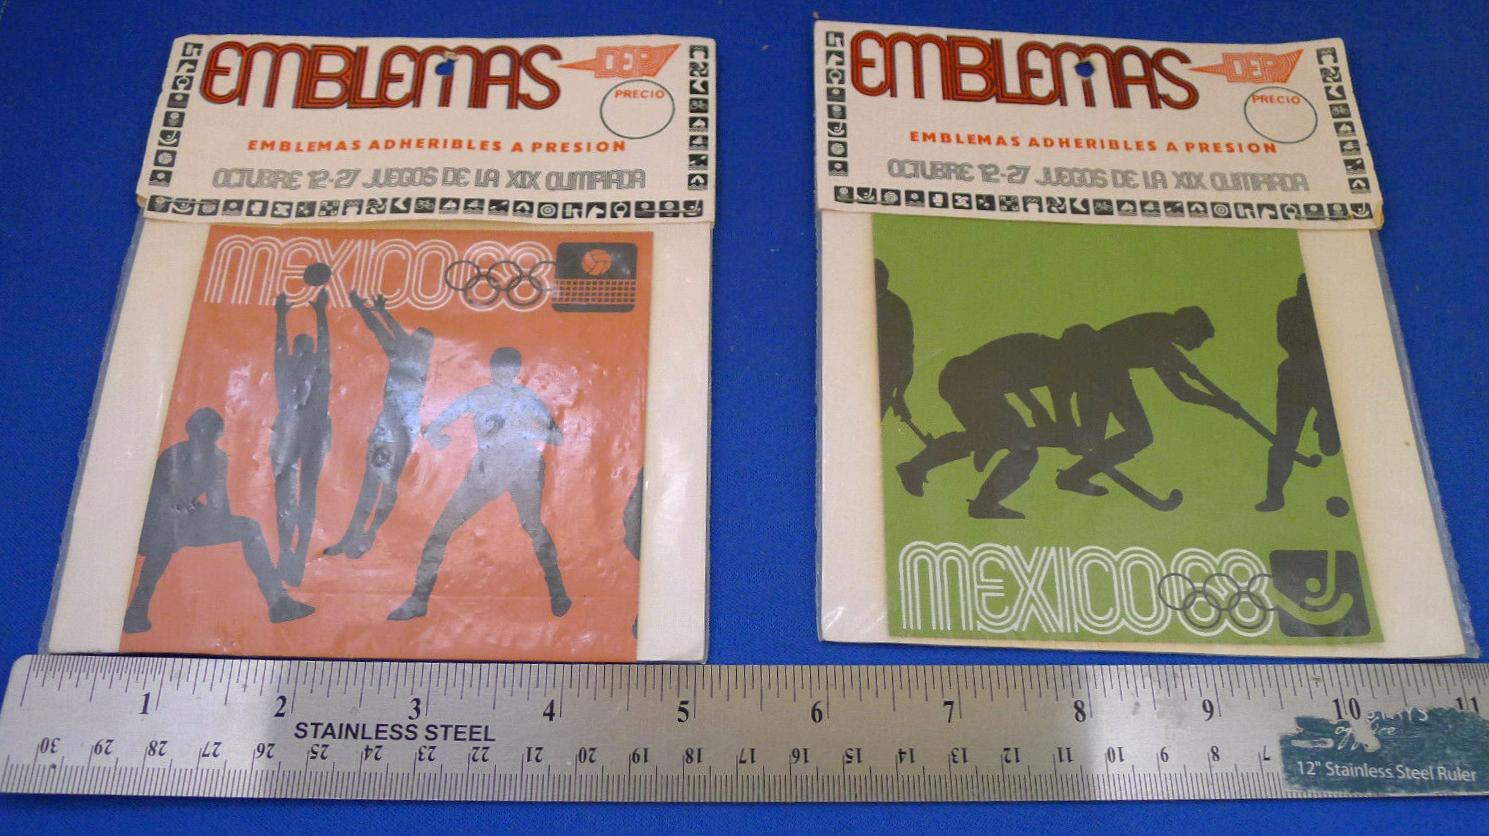 EMBLEMAS
DEP
PRECIO
EMBLEMAS ADHERIBLES A PRESION
OCTUBRE 12-27 JUEGOS DE LA XIX OLIMPIADA
MEXICO 68
EMBLEMAS
DEP
PRECIO
EMBLEMAS ADHERIBLES A PRESION
OCTUBRE 12-27 JUEGOS DE LA XIX OLIMPIADA
MEXICO 68
1 2 3 4 5 6 7 8 9 10 11
STAINLESS STEEL
30 29 28 27 26 25 24 23 22 21 20 19 18 17 16 15 14 13 12 11 10 9 8 7
12" Stainless Steel Ruler